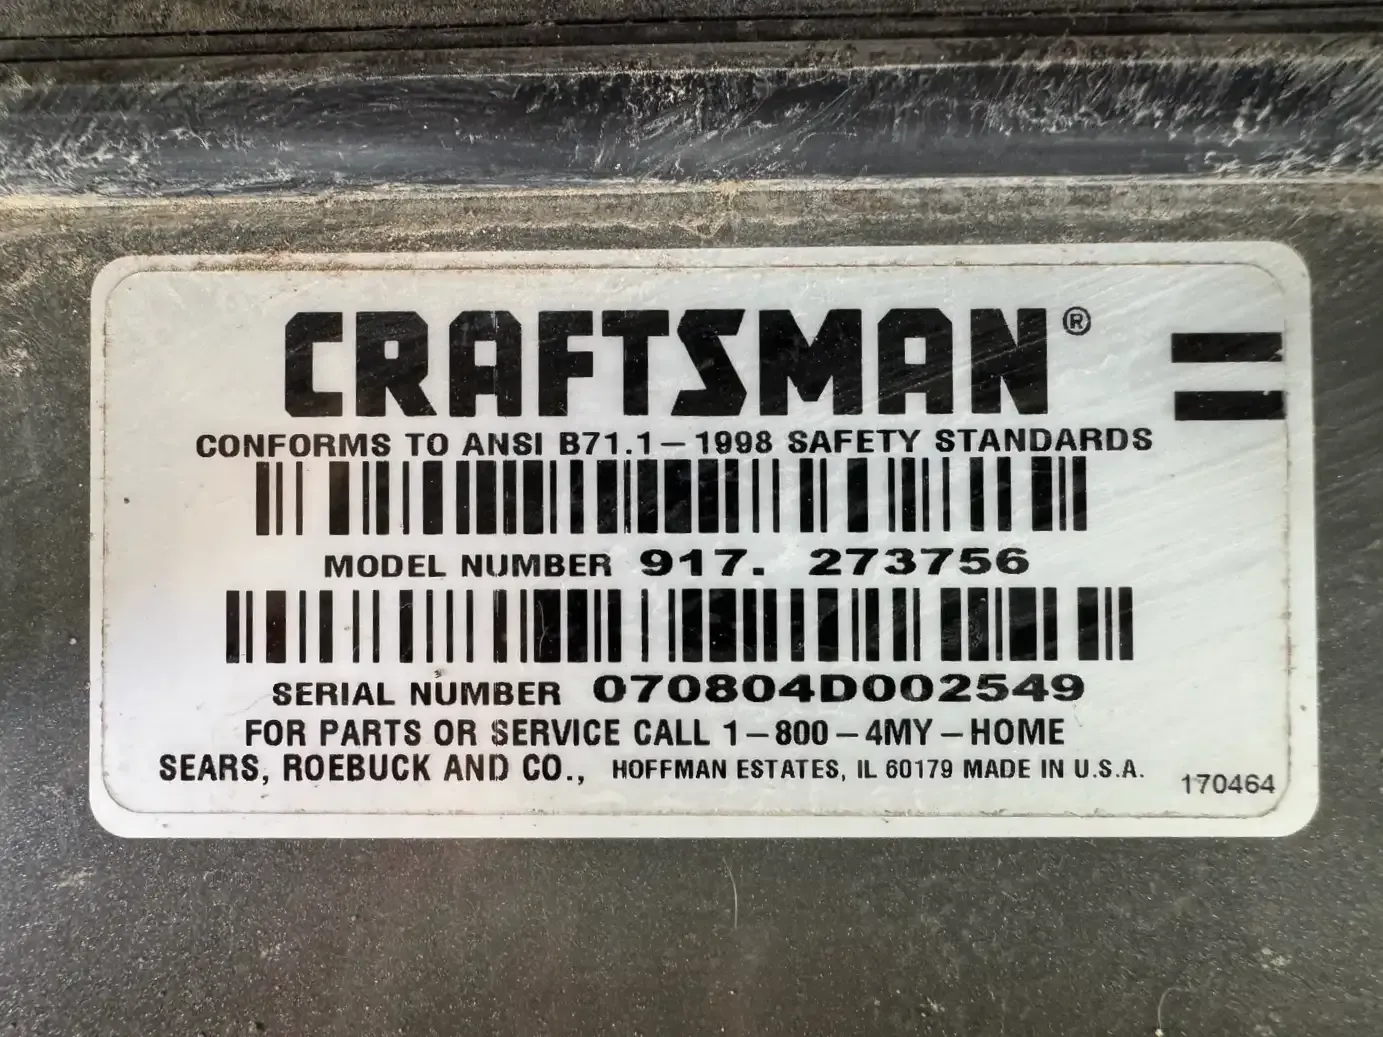 CRAFTSMAN®
CONFORMS TO ANSI B71.1-1998 SAFETY STANDARDS
MODEL NUMBER 917. 273756
SERIAL NUMBER 070804D002549
FOR PARTS OR SERVICE CALL 1-800-4MY-HOME
SEARS, ROEBUCK AND CO., HOFFMAN ESTATES, IL 60179 MADE IN U.S.A.
170464